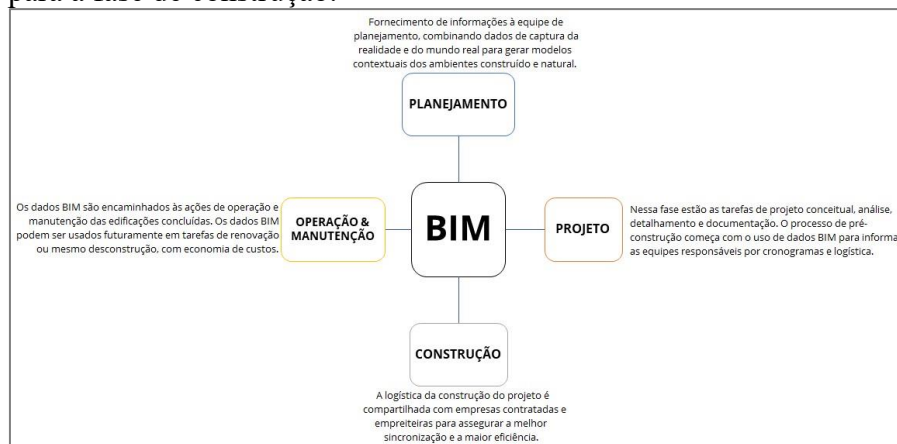 para a fase de construção.
Fornecimento de informações à equipe de
planejamento, combinando dados de captura da
realidade e do mundo real para gerar modelos
contextuais dos ambientes construído e natural.
PLANEJAMENTO
Os dados BIM são encaminhados às ações de operação e
manutenção das edificações concluídas. Os dados BIM
podem ser usados futuramente em tarefas de renovação
ou mesmo desconstrução, com economia de custos.
OPERAÇÃO &
MANUTENÇÃO
BIM
PROJETO
Nessa fase estão as tarefas de projeto conceitual, análise,
detalhamento e documentação. O processo de pré-
construção começa com o uso de dados BIM para informa
as equipes responsáveis por cronogramas e logística.
CONSTRUÇÃO
A logística da construção do projeto é
compartilhada com empresas contratadas e
empreiteiras para assegurar a melhor
sincronização e a maior eficiência.